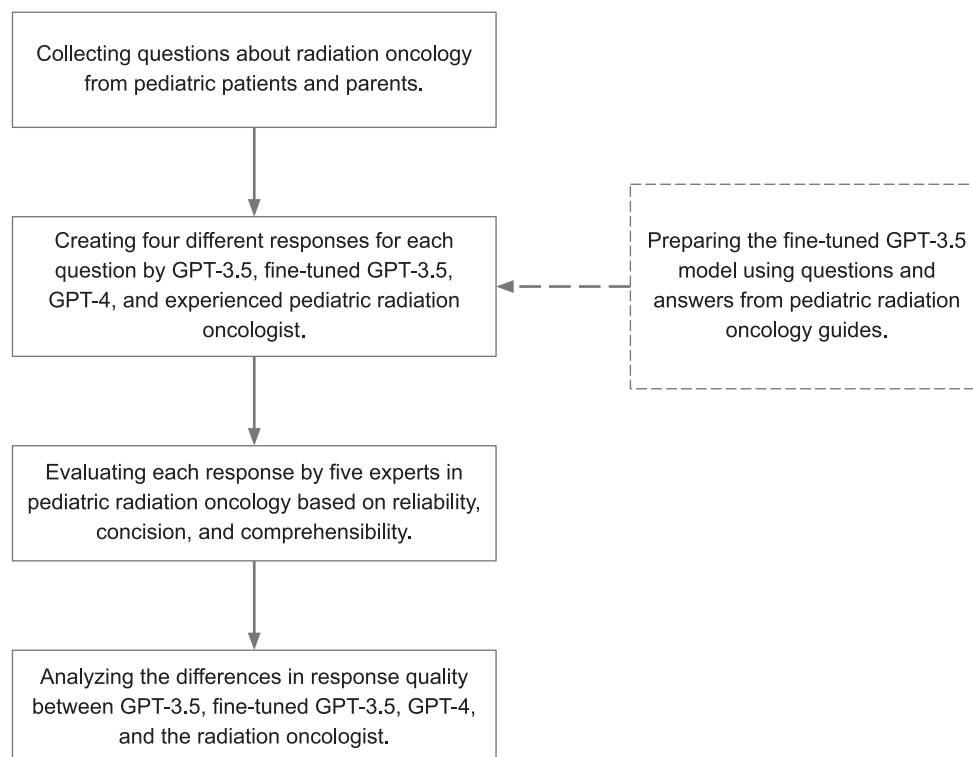 Collecting questions about radiation oncology
from pediatric patients and parents.
Creating four different responses for each
question by GPT-3.5, fine-tuned GPT-3.5,
GPT-4, and experienced pediatric radiation
oncologist.
Preparing the fine-tuned GPT-3.5
model using questions and
answers from pediatric radiation
oncology guides.
Evaluating each response by five experts in
pediatric radiation oncology based on reliability,
concision, and comprehensibility.
Analyzing the differences in response quality
between GPT-3.5, fine-tuned GPT-3.5, GPT-4,
and the radiation oncologist.